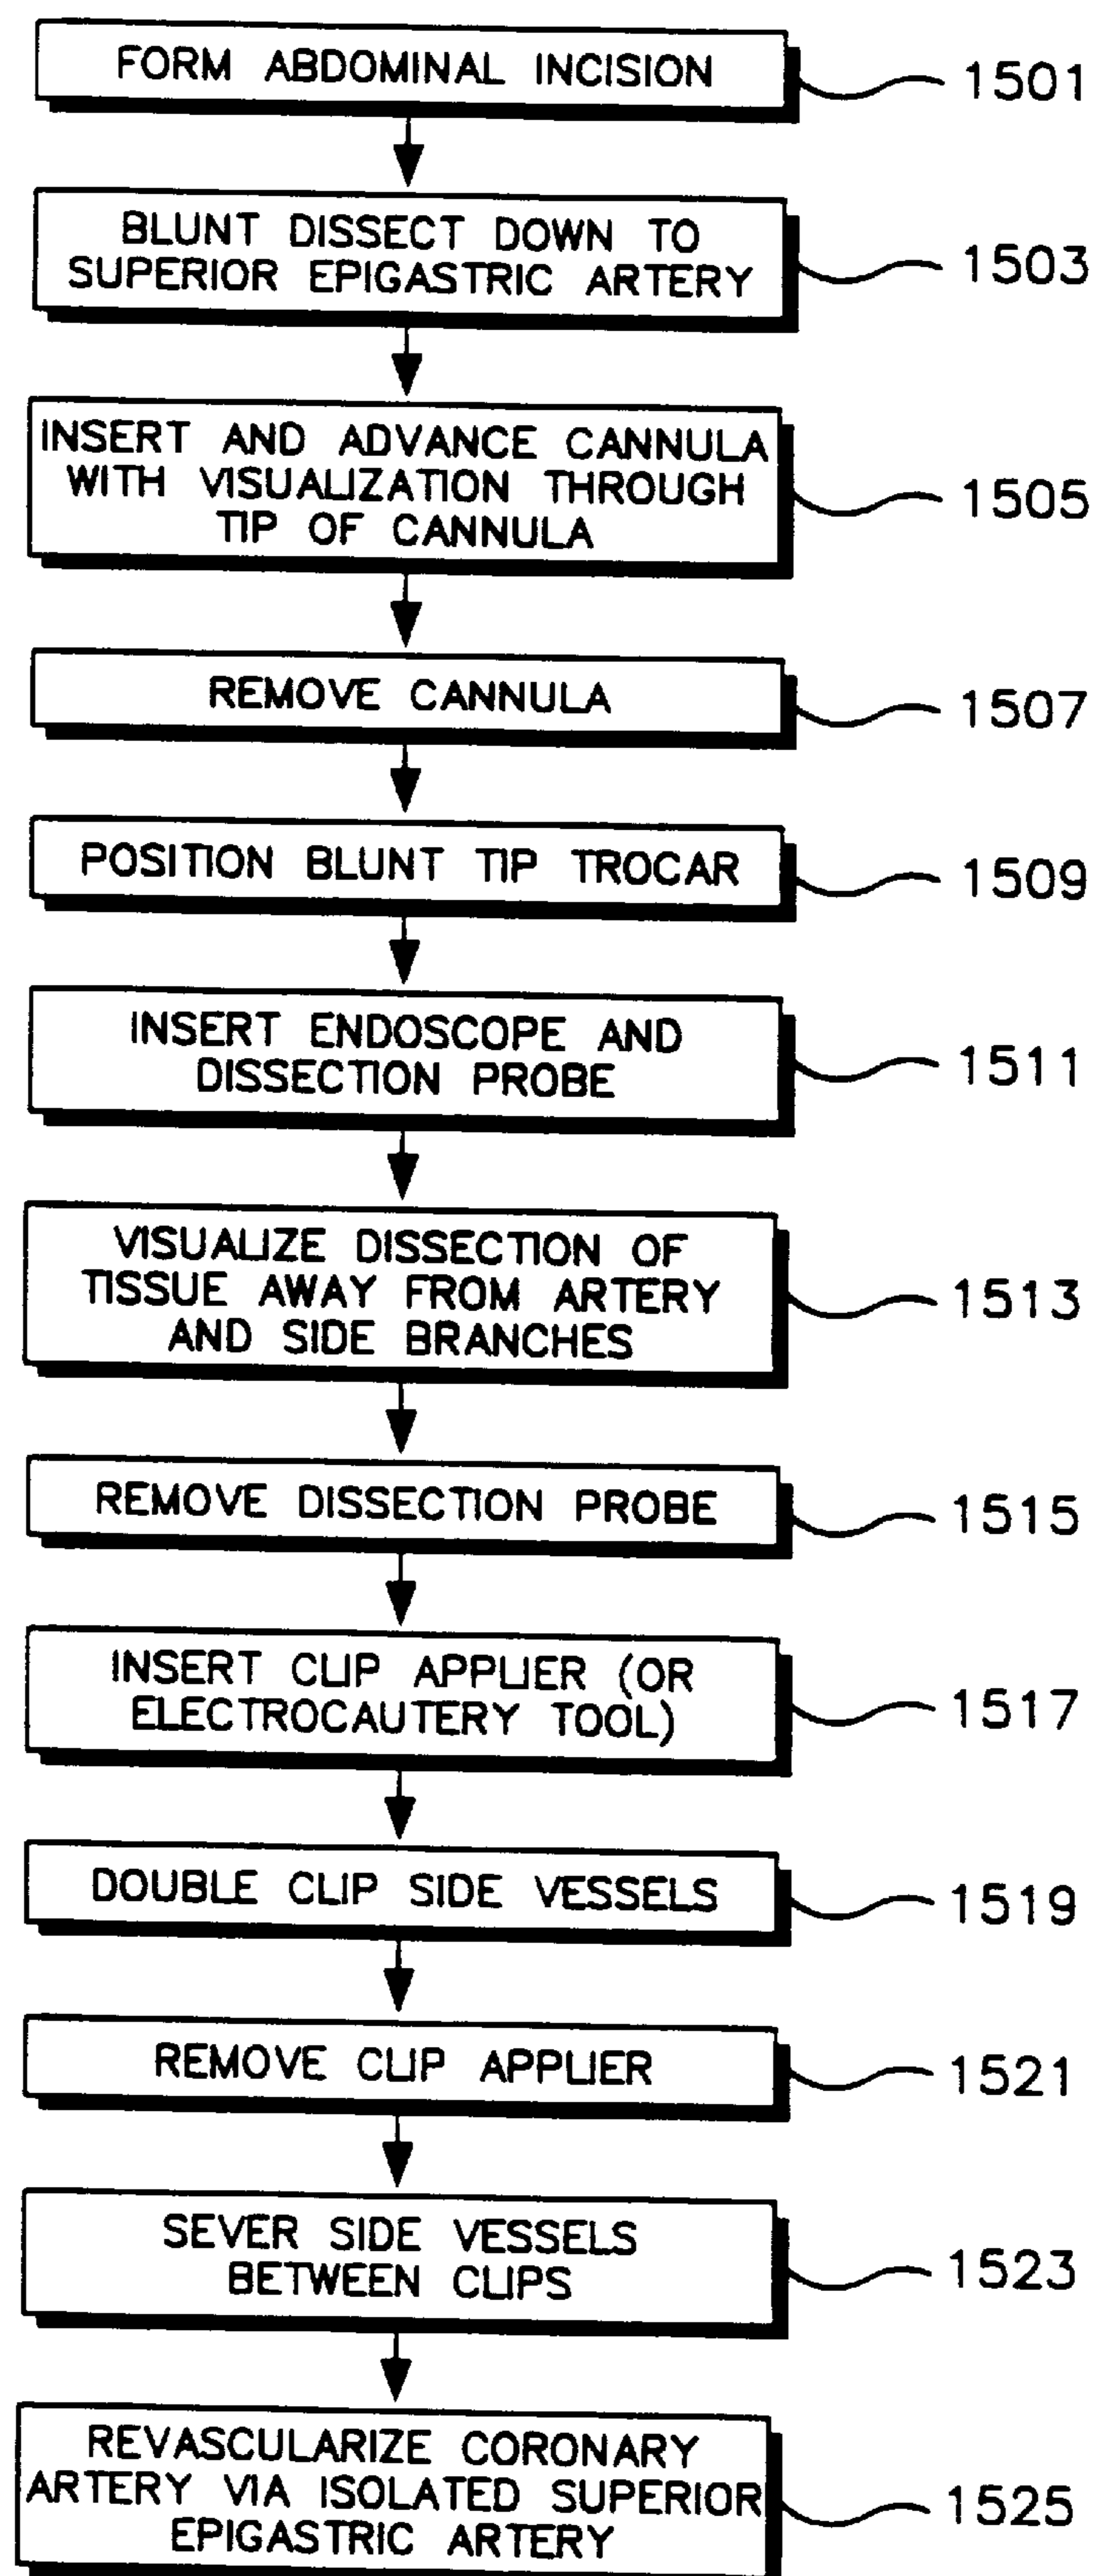 FORM ABDOMINAL INCISION
1501
BLUNT DISSECT DOWN TO
SUPERIOR EPIGASTRIC ARTERY
1503
INSERT AND ADVANCE CANNULA
WITH VISUALIZATION THROUGH
TIP OF CANNULA
1505
REMOVE CANNULA
1507
POSITION BLUNT TIP TROCAR
1509
INSERT ENDOSCOPE AND
DISSECTION PROBE
1511
VISUALIZE DISSECTION OF
TISSUE AWAY FROM ARTERY
AND SIDE BRANCHES
1513
REMOVE DISSECTION PROBE
1515
INSERT CLIP APPLIER (OR
ELECTROCAUTERY TOOL)
1517
DOUBLE CLIP SIDE VESSELS
1519
REMOVE CLIP APPLIER
1521
SEVER SIDE VESSELS
BETWEEN CLIPS
1523
REVASCULARIZE CORONARY
ARTERY VIA ISOLATED SUPERIOR
EPIGASTRIC ARTERY
1525